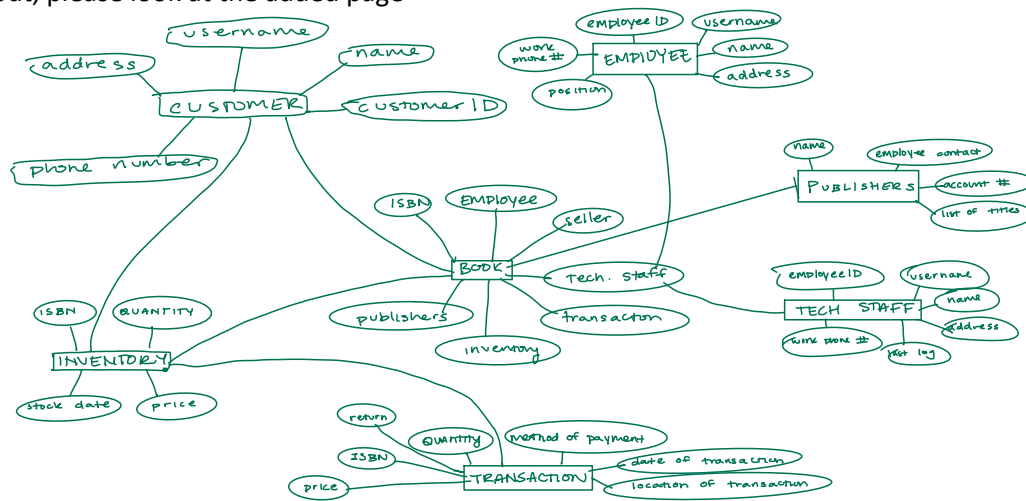 out, please look at the added page
username
address
name
CUSTOMER
customer ID
phone number
employee ID
username
work phone #
EMPLOYEE
name
address
position
name
employee contact
PUBLISHERS
account #
list of titles
ISBN
EMPloyee
seller
BOOK
Tech. Staff
publishers
transacton
inventory
employee ID
username
name
TECH STAFF
address
work phone #
last log
ISBN
QUANTITY
INVENTORY
stock date
price
return
QUANTITY
method of payment
ISBN
date of transaction
TRANSACTION
location of transaction
price